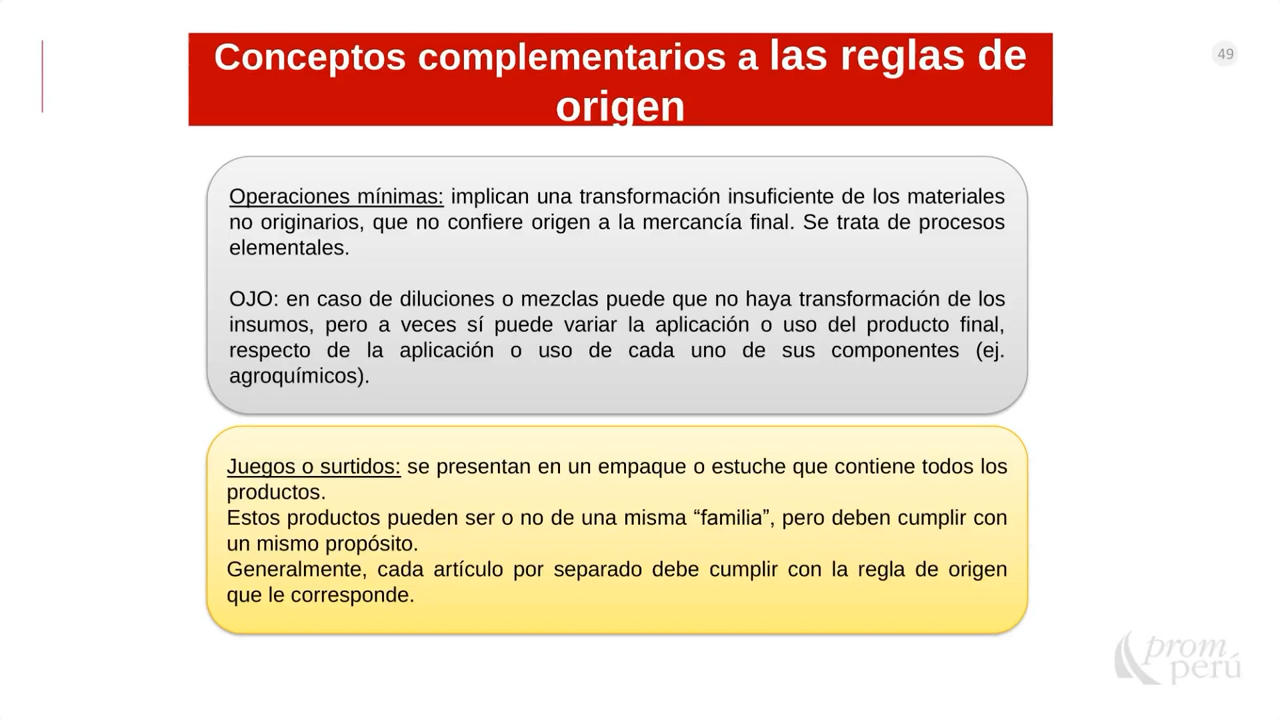 Conceptos complementarios a las reglas de
origen
49
Operaciones mínimas: implican una transformación insuficiente de los materiales
no originarios, que no confiere origen a la mercancía final. Se trata de procesos
elementales.
OJO: en caso de diluciones o mezclas puede que no haya transformación de los
insumos, pero a veces sí puede variar la aplicación o uso del producto final,
respecto de la aplicación o uso de cada uno de sus componentes (ej.
agroquímicos).
Juegos o surtidos: se presentan en un empaque o estuche que contiene todos los
productos.
Estos productos pueden ser o no de una misma “familia”, pero deben cumplir con
un mismo propósito.
Generalmente, cada artículo por separado debe cumplir con la regla de origen
que le corresponde.
prom
perú